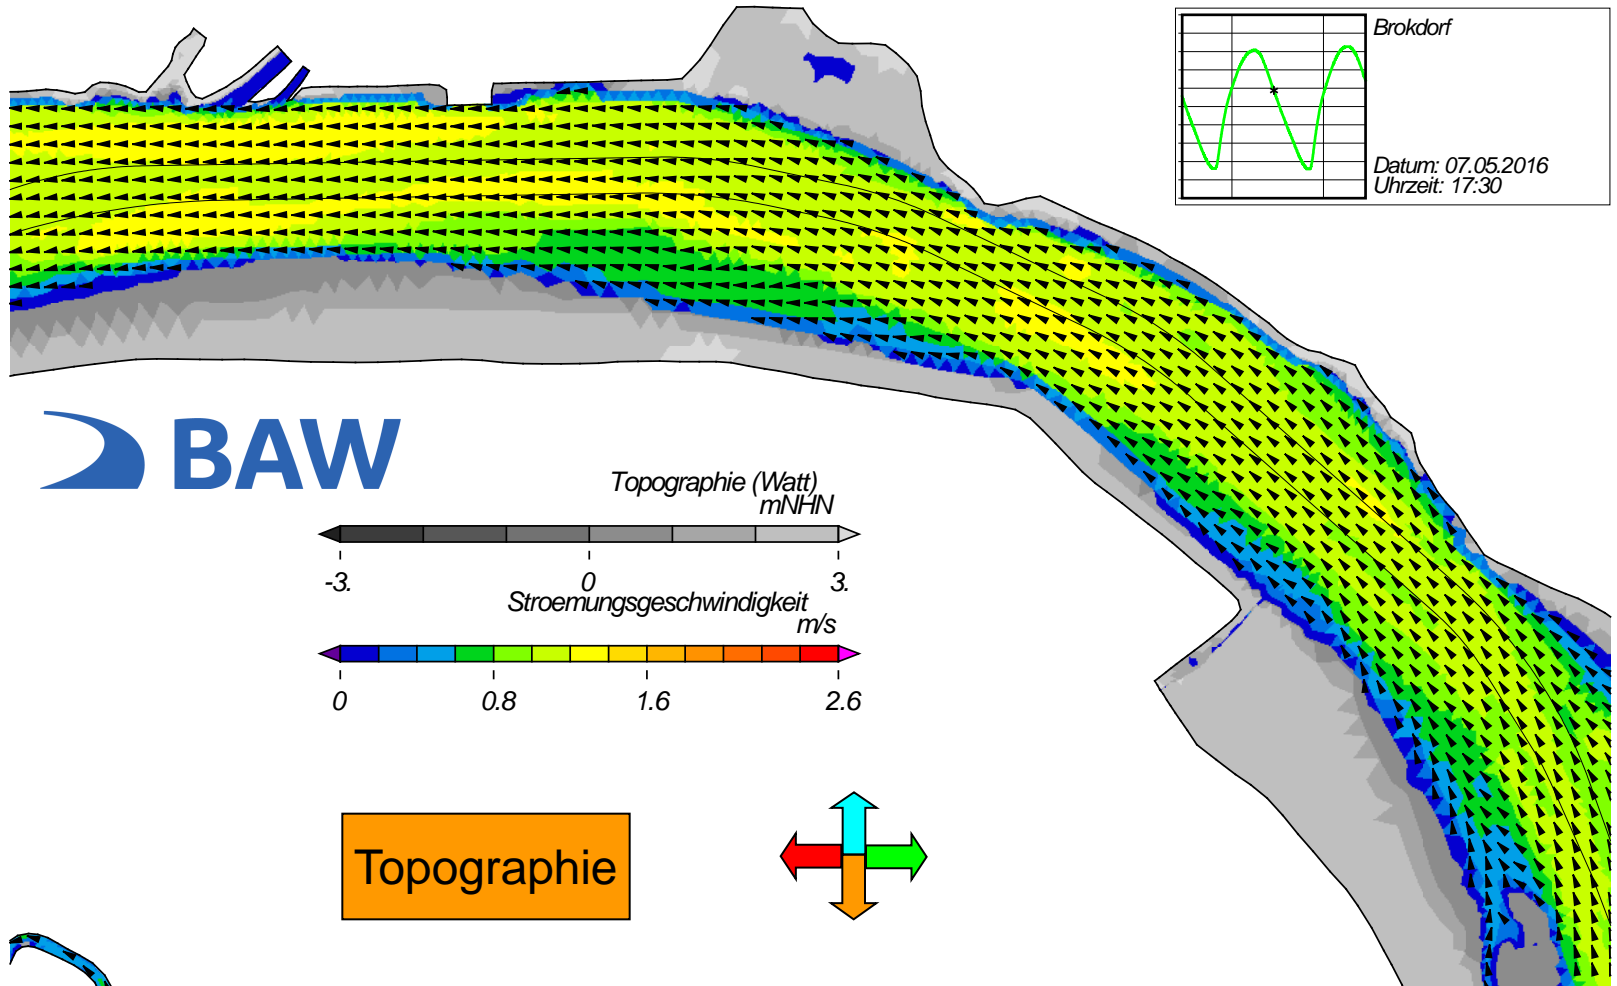 Brokdorf
Datum: 07.05.2016
Uhrzeit: 17:30
BAW
Topographie (Watt)
mNHN
-3. 0 3.
Stroemungsgeschwindigkeit
m/s
0 0.8 1.6 2.6
Topographie